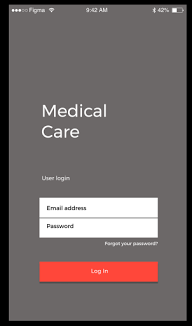 Figma 9:42 AM 42%
Medical
Care
User login
Email address
Password
Forgot your password?
Log In